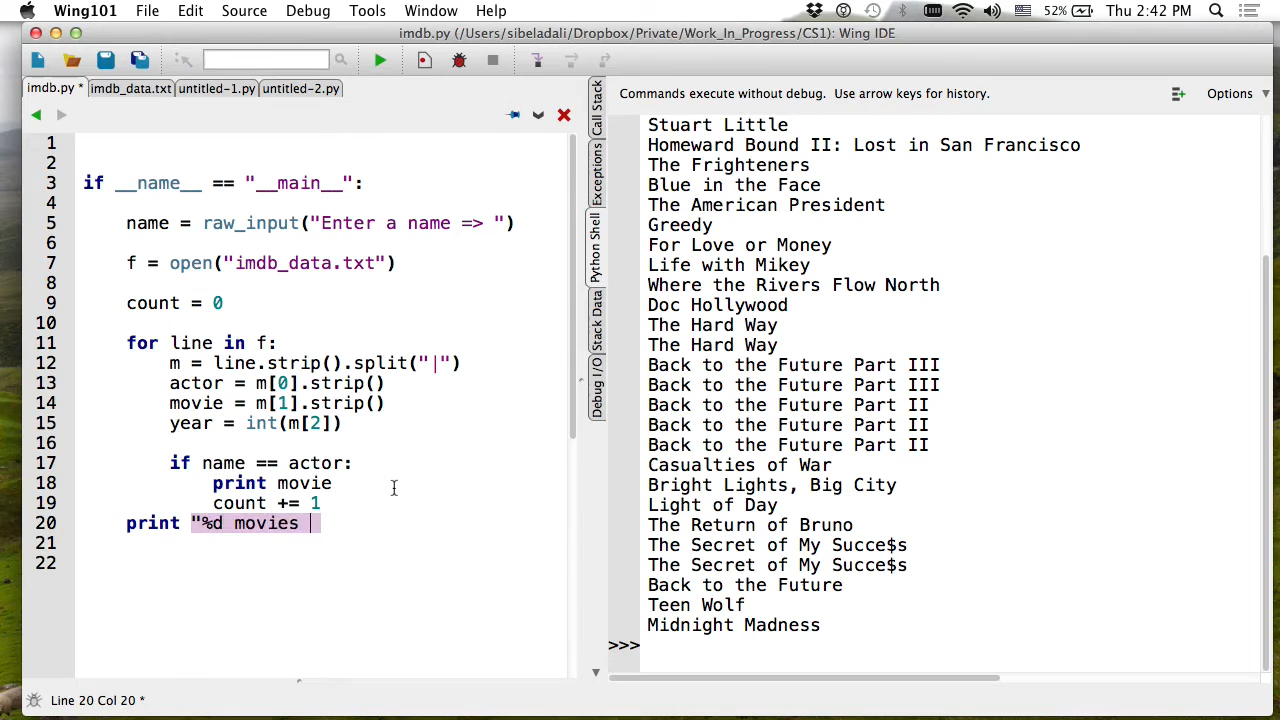 Wing101 File Edit Source Debug Tools Window Help 52% Thu 2:42 PM
imdb.py (/Users/sibeladali/Dropbox/Private/Work_In_Progress/CS1): Wing IDE
imdb.py * imdb_data.txt untitled-1.py untitled-2.py
1
2
3 if __name__ == "__main__":
4
5 name = raw_input("Enter a name => ")
6
7 f = open("imdb_data.txt")
8
9 count = 0
10
11 for line in f:
12 m = line.strip().split("|")
13 actor = m[0].strip()
14 movie = m[1].strip()
15 year = int(m[2])
16
17 if name == actor:
18 print movie
19 count += 1
20 print "%d movies
21
22
Line 20 Col 20 *
Call Stack
Exceptions
Python Shell
Stack Data
Debug I/O
Commands execute without debug. Use arrow keys for history. Options
Stuart Little
Homeward Bound II: Lost in San Francisco
The Frighteners
Blue in the Face
The American President
Greedy
For Love or Money
Life with Mikey
Where the Rivers Flow North
Doc Hollywood
The Hard Way
The Hard Way
Back to the Future Part III
Back to the Future Part III
Back to the Future Part II
Back to the Future Part II
Back to the Future Part II
Casualties of War
Bright Lights, Big City
Light of Day
The Return of Bruno
The Secret of My Succe$s
The Secret of My Succe$s
Back to the Future
Teen Wolf
Midnight Madness
>>>